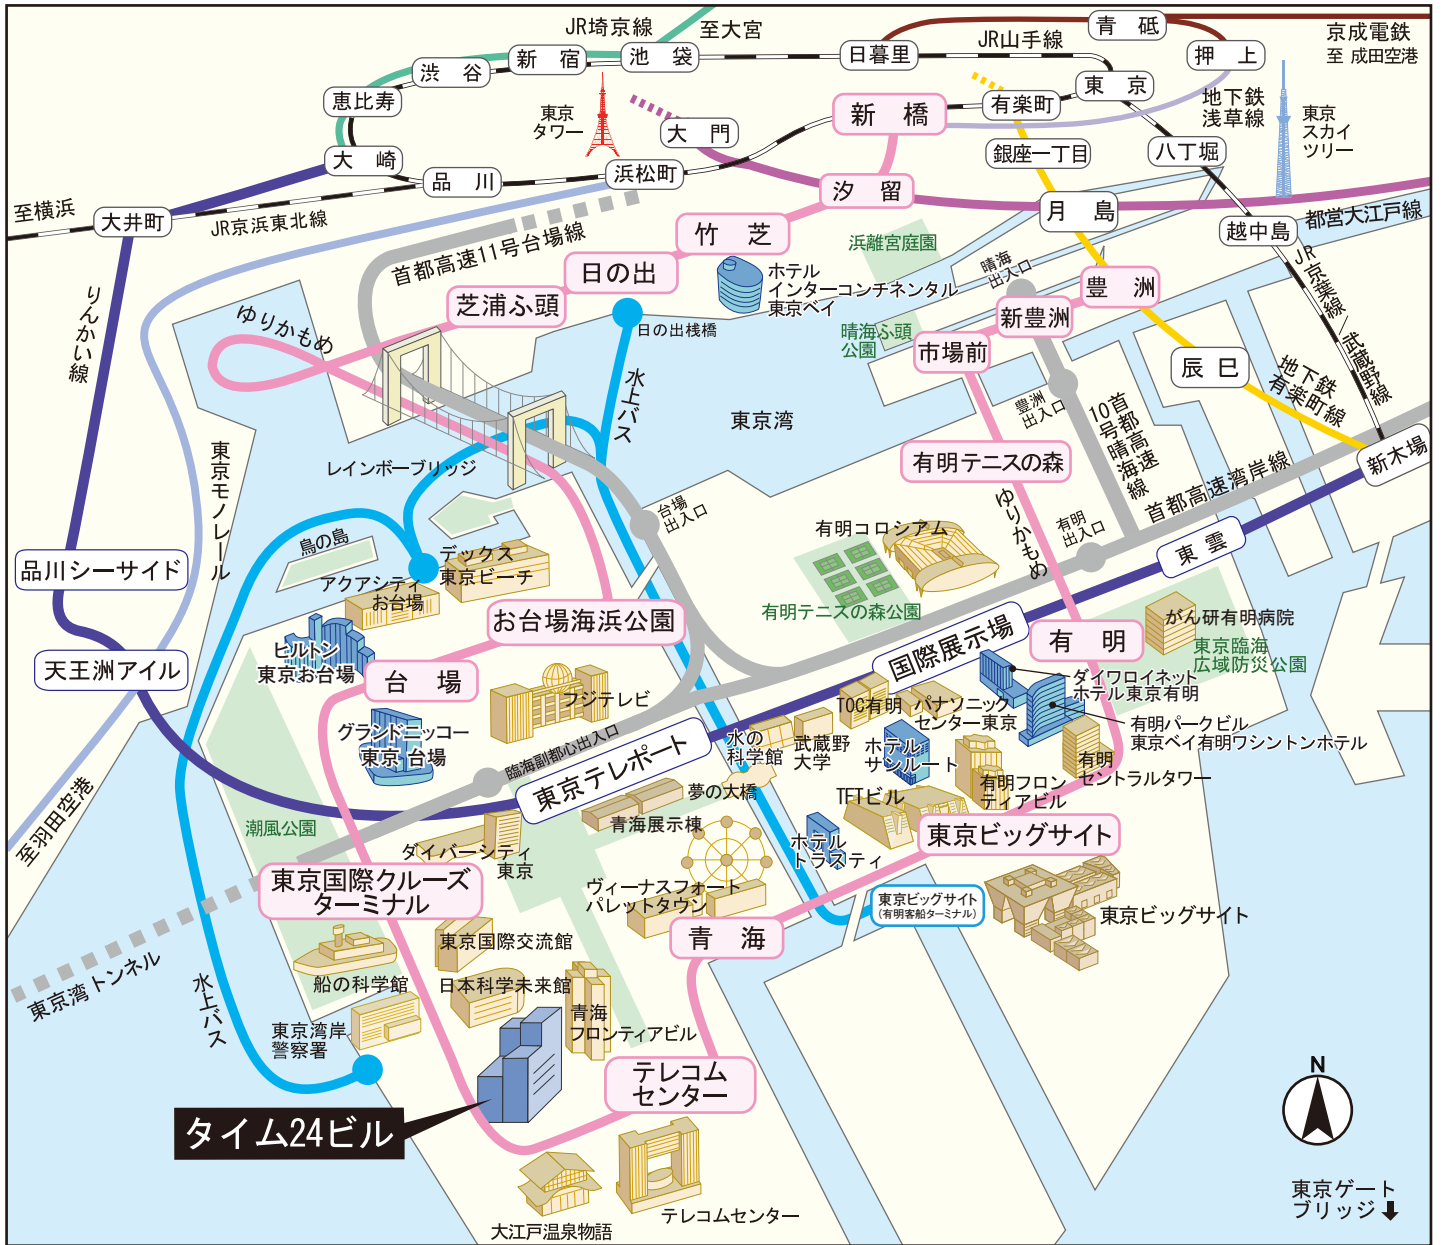 JR埼京線
至大宮
JR山手線
青砥
京成電鉄
至 成田空港
新宿
池袋
日暮里
押上
渋谷
恵比寿
東京
タワー
大門
新橋
有楽町
東京
地下鉄
浅草線
東京
スカイ
ツリー
大崎
品川
浜松町
銀座一丁目
八丁堀
至横浜
大井町
JR京浜東北線
汐留
月島
越中島
都営大江戸線
首都高速11号台場線
竹芝
浜離宮庭園
日の出
ホテル
インターコンチネンタル
東京ベイ
晴海
出入口
豊洲
JR京葉線/武蔵野線
りんかい線
ゆりかもめ
芝浦ふ頭
日の出桟橋
晴海ふ頭
公園
新豊洲
市場前
辰巳
地下鉄
有楽町線
水上バス
東京湾
豊洲
出入口
10号晴海線
首都高速
新木場
東京モノレール
レインボーブリッジ
有明テニスの森
首都高速湾岸線
台場
出入口
ゆりかもめ
有明
出入口
鳥の島
デックス
東京ビーチ
有明コロシアム
東雲
品川シーサイド
アクアシティ
お台場
お台場海浜公園
有明テニスの森公園
国際展示場
有明
がん研有明病院
東京臨海
広域防災公園
ヒルトン
東京お台場
天王洲アイル
台場
フジテレビ
ダイワロイネット
ホテル東京有明
TOC有明
パナソニック
センター東京
有明パークビル
東京ベイ有明ワシントンホテル
グランドニッコー
東京 台場
臨海副都心出入口
東京テレポート
水の
科学館
武蔵野
大学
ホテル
サンルート
有明フロン
ティアビル
有明
セントラルタワー
至羽田空港
夢の大橋
TFTビル
青海展示棟
潮風公園
ダイバーシティ
東京
ホテル
トラスティ
東京ビッグサイト
東京国際クルーズ
ターミナル
ヴィーナスフォート
パレットタウン
東京ビッグサイト
(有明客船ターミナル)
東京ビッグサイト
青海
東京国際交流館
東京湾トンネル
水上バス
船の科学館
日本科学未来館
東京湾岸
警察署
青海
フロンティアビル
テレコム
センター
タイム24ビル
N
東京ゲート
ブリッジ
大江戸温泉物語
テレコムセンター